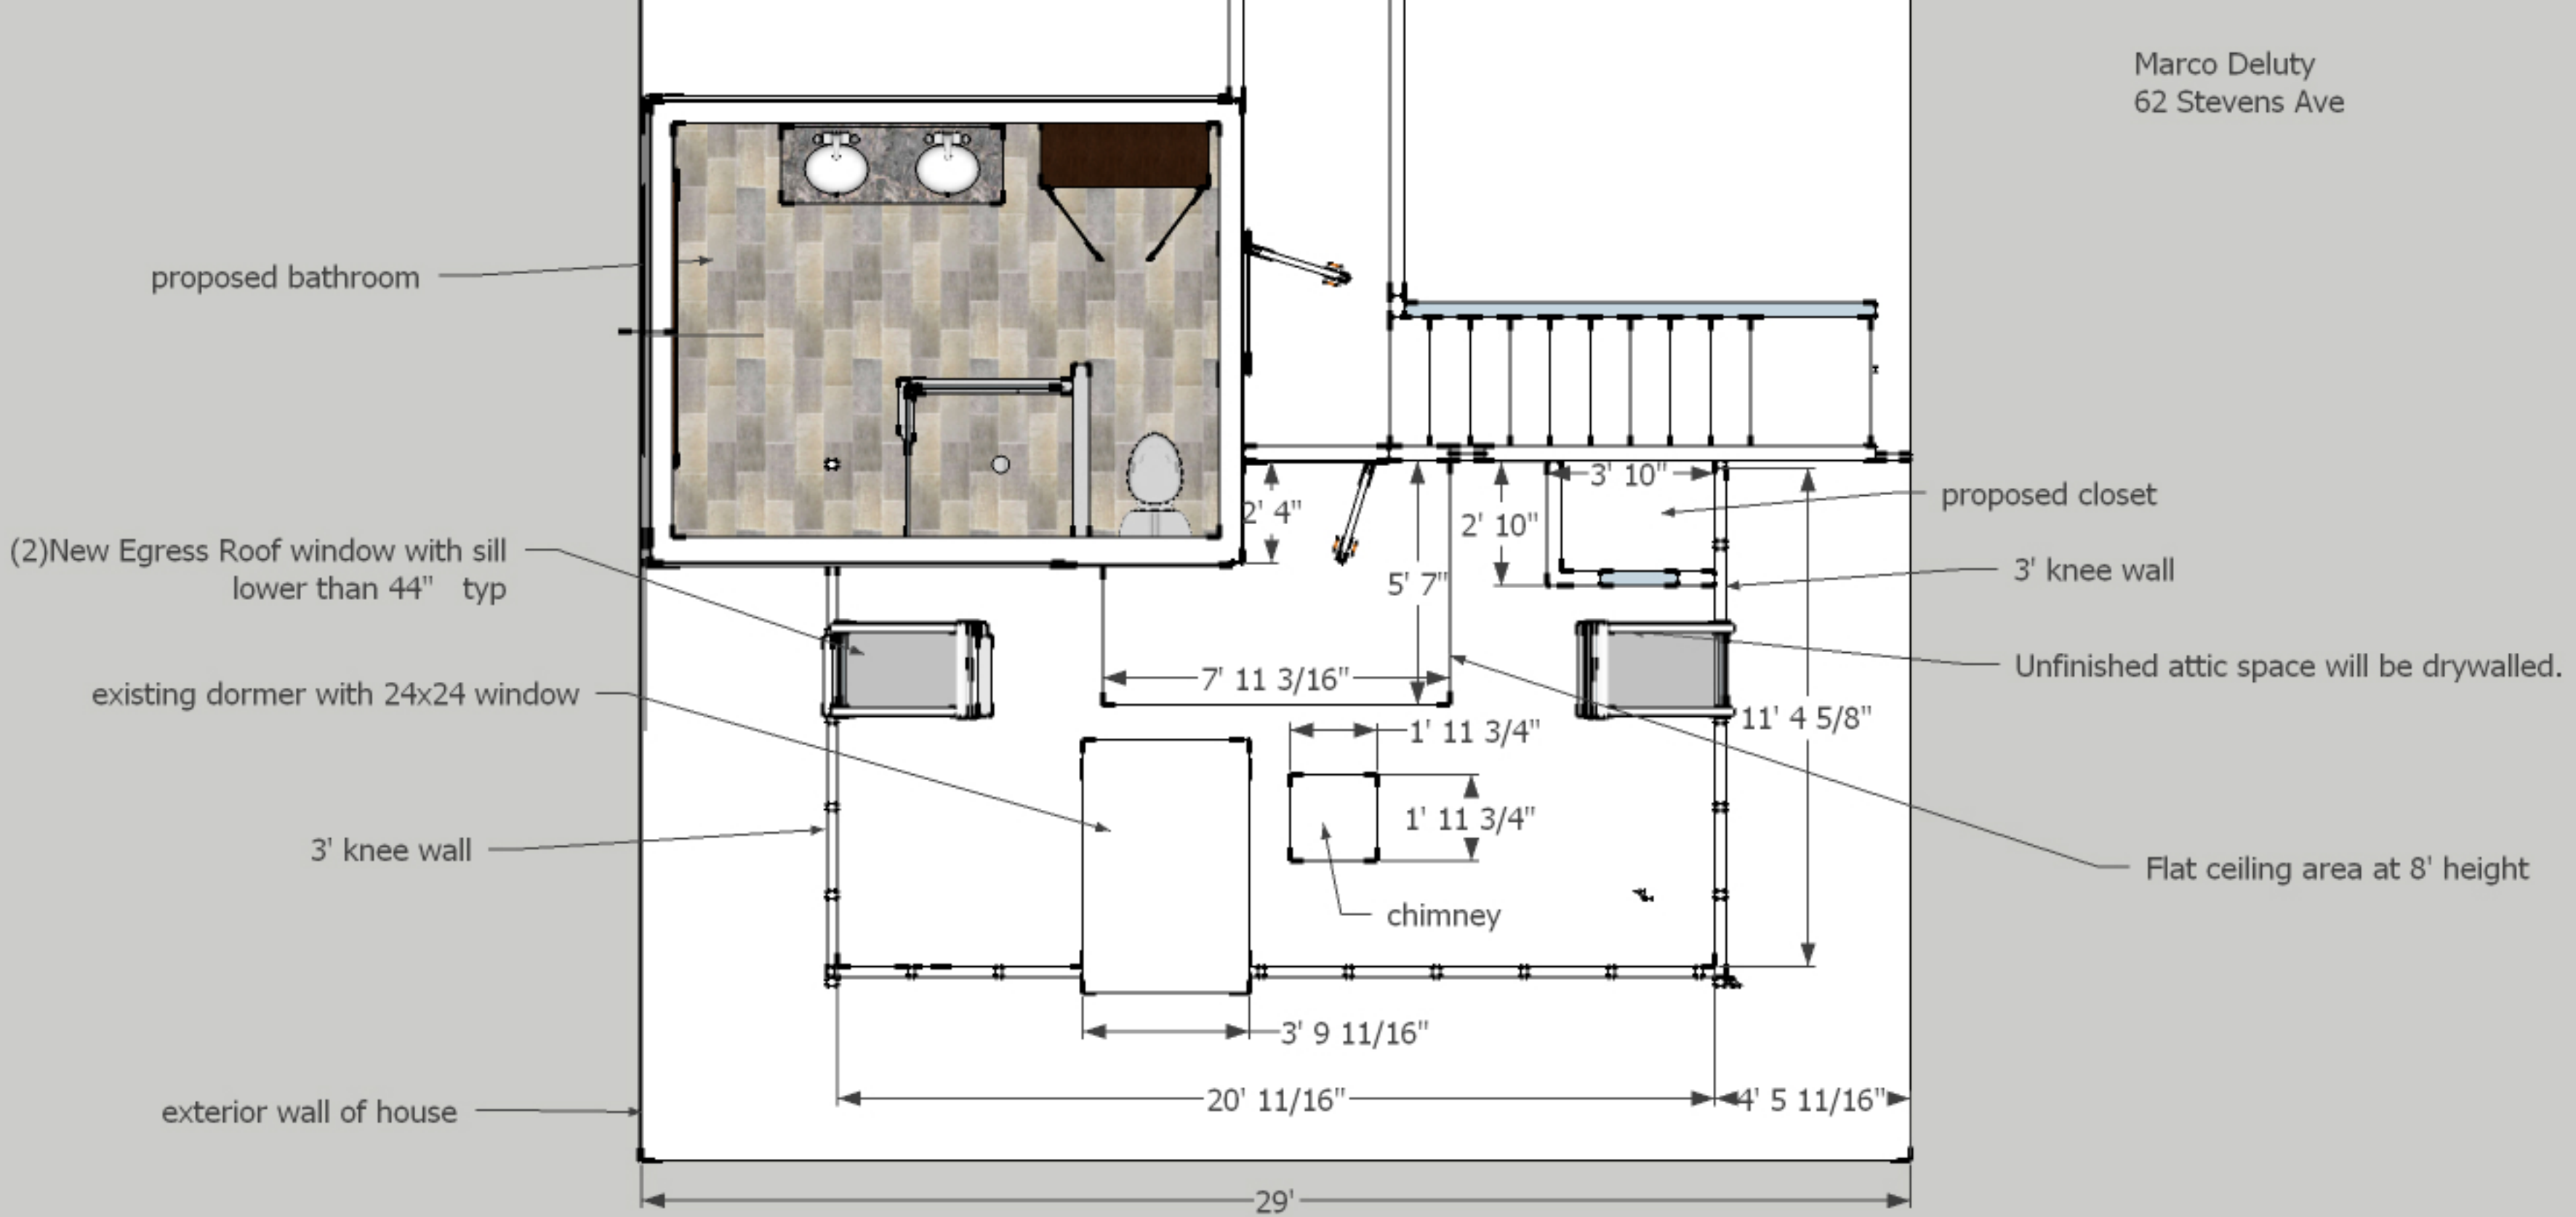 Marco Deluty
62 Stevens Ave
proposed bathroom
3' 10"
proposed closet
2' 4"
2' 10"
(2)New Egress Roof window with sill
lower than 44" typ
3' knee wall
5' 7"
Unfinished attic space will be drywalled.
existing dormer with 24x24 window
7' 11 3/16"
1' 11 3/4"
11' 4 5/8"
1' 11 3/4"
3' knee wall
Flat ceiling area at 8' height
chimney
3' 9 11/16"
20' 11/16"
4' 5 11/16"
exterior wall of house
29'